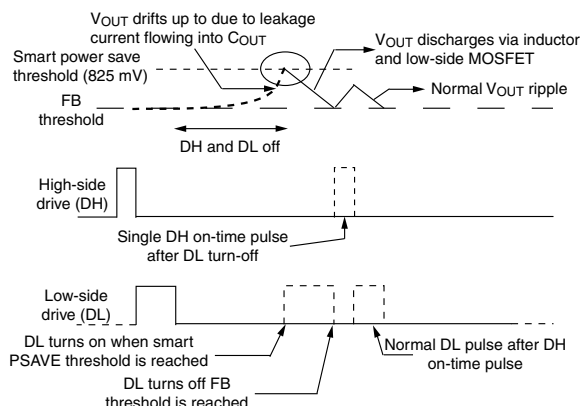 VOUT drifts up to due to leakage
current flowing into COUT
Smart power save
threshold (825 mV)
FB
threshold
VOUT discharges via inductor
and low-side MOSFET
Normal VOUT ripple
DH and DL off
High-side
drive (DH)
Single DH on-time pulse
after DL turn-off
Low-side
drive (DL)
DL turns on when smart
PSAVE threshold is reached
Normal DL pulse after DH
on-time pulse
DL turns off FB
threshold is reached